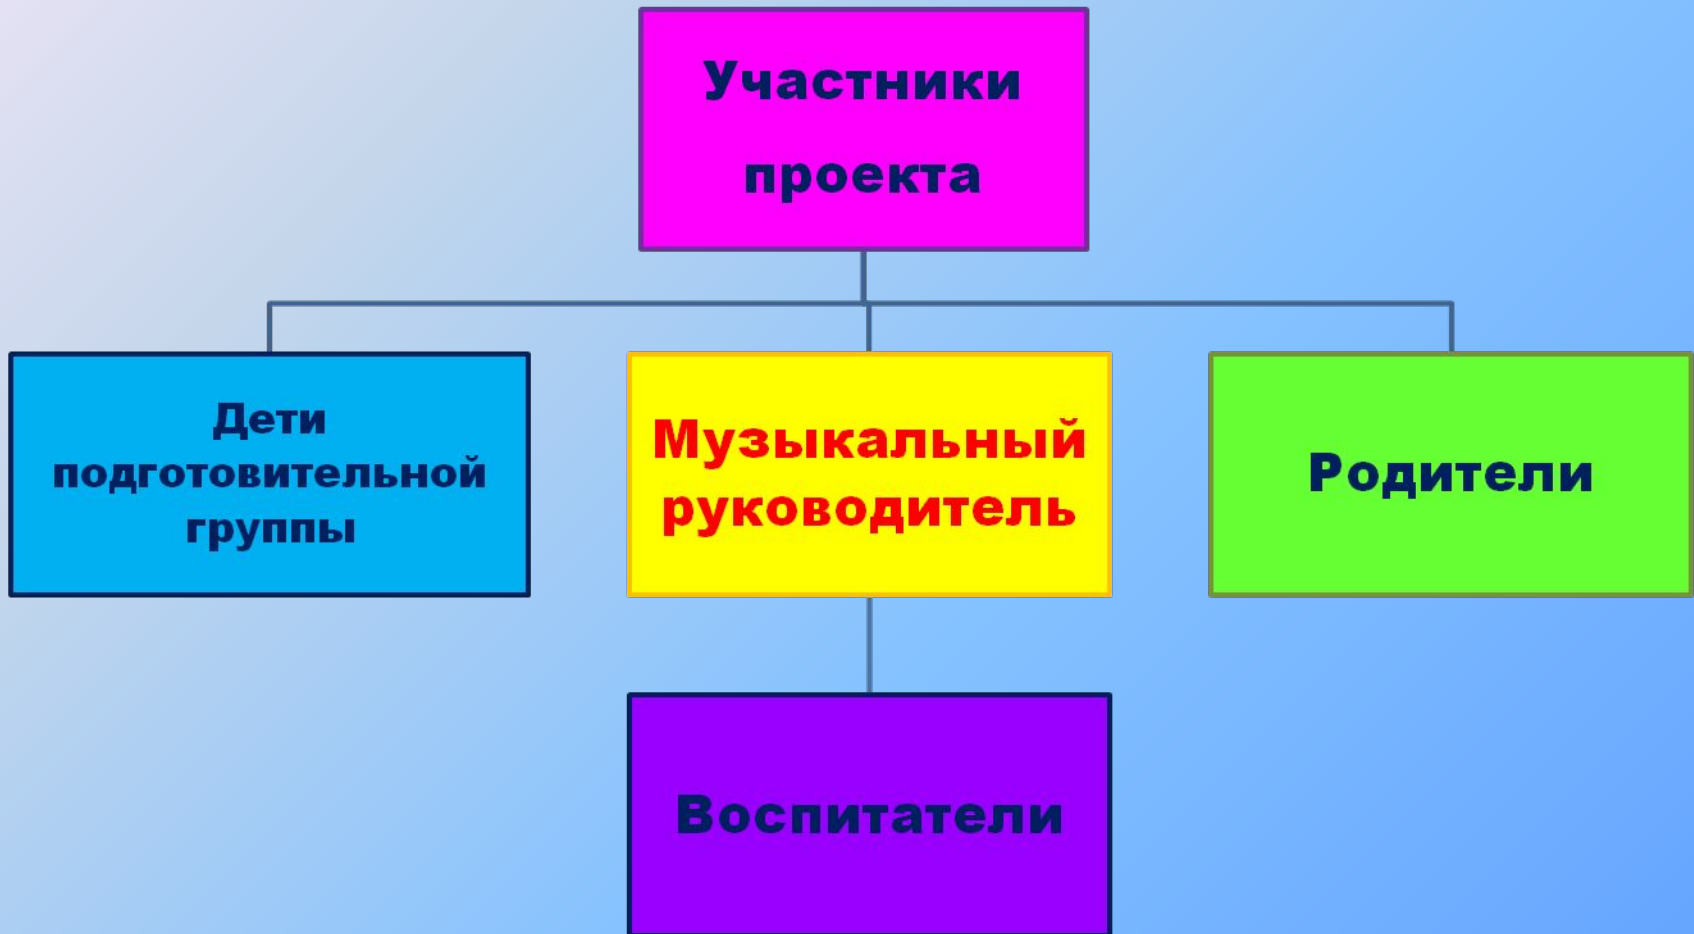 Участники
проекта
Дети
подготовительной
группы
Музыкальный
руководитель
Родители
Воспитатели